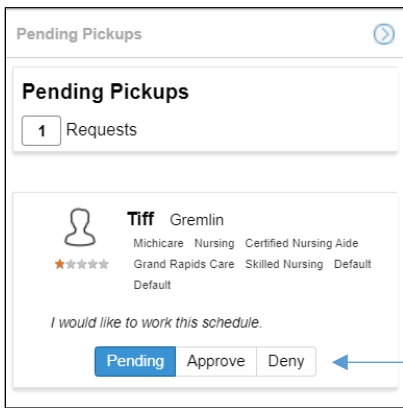 Pending Pickups
Pending Pickups
1 Requests
Tiff Gremlin
Michicare Nursing Certified Nursing Aide
Grand Rapids Care Skilled Nursing Default
Default
I would like to work this schedule.
Pending Approve Deny